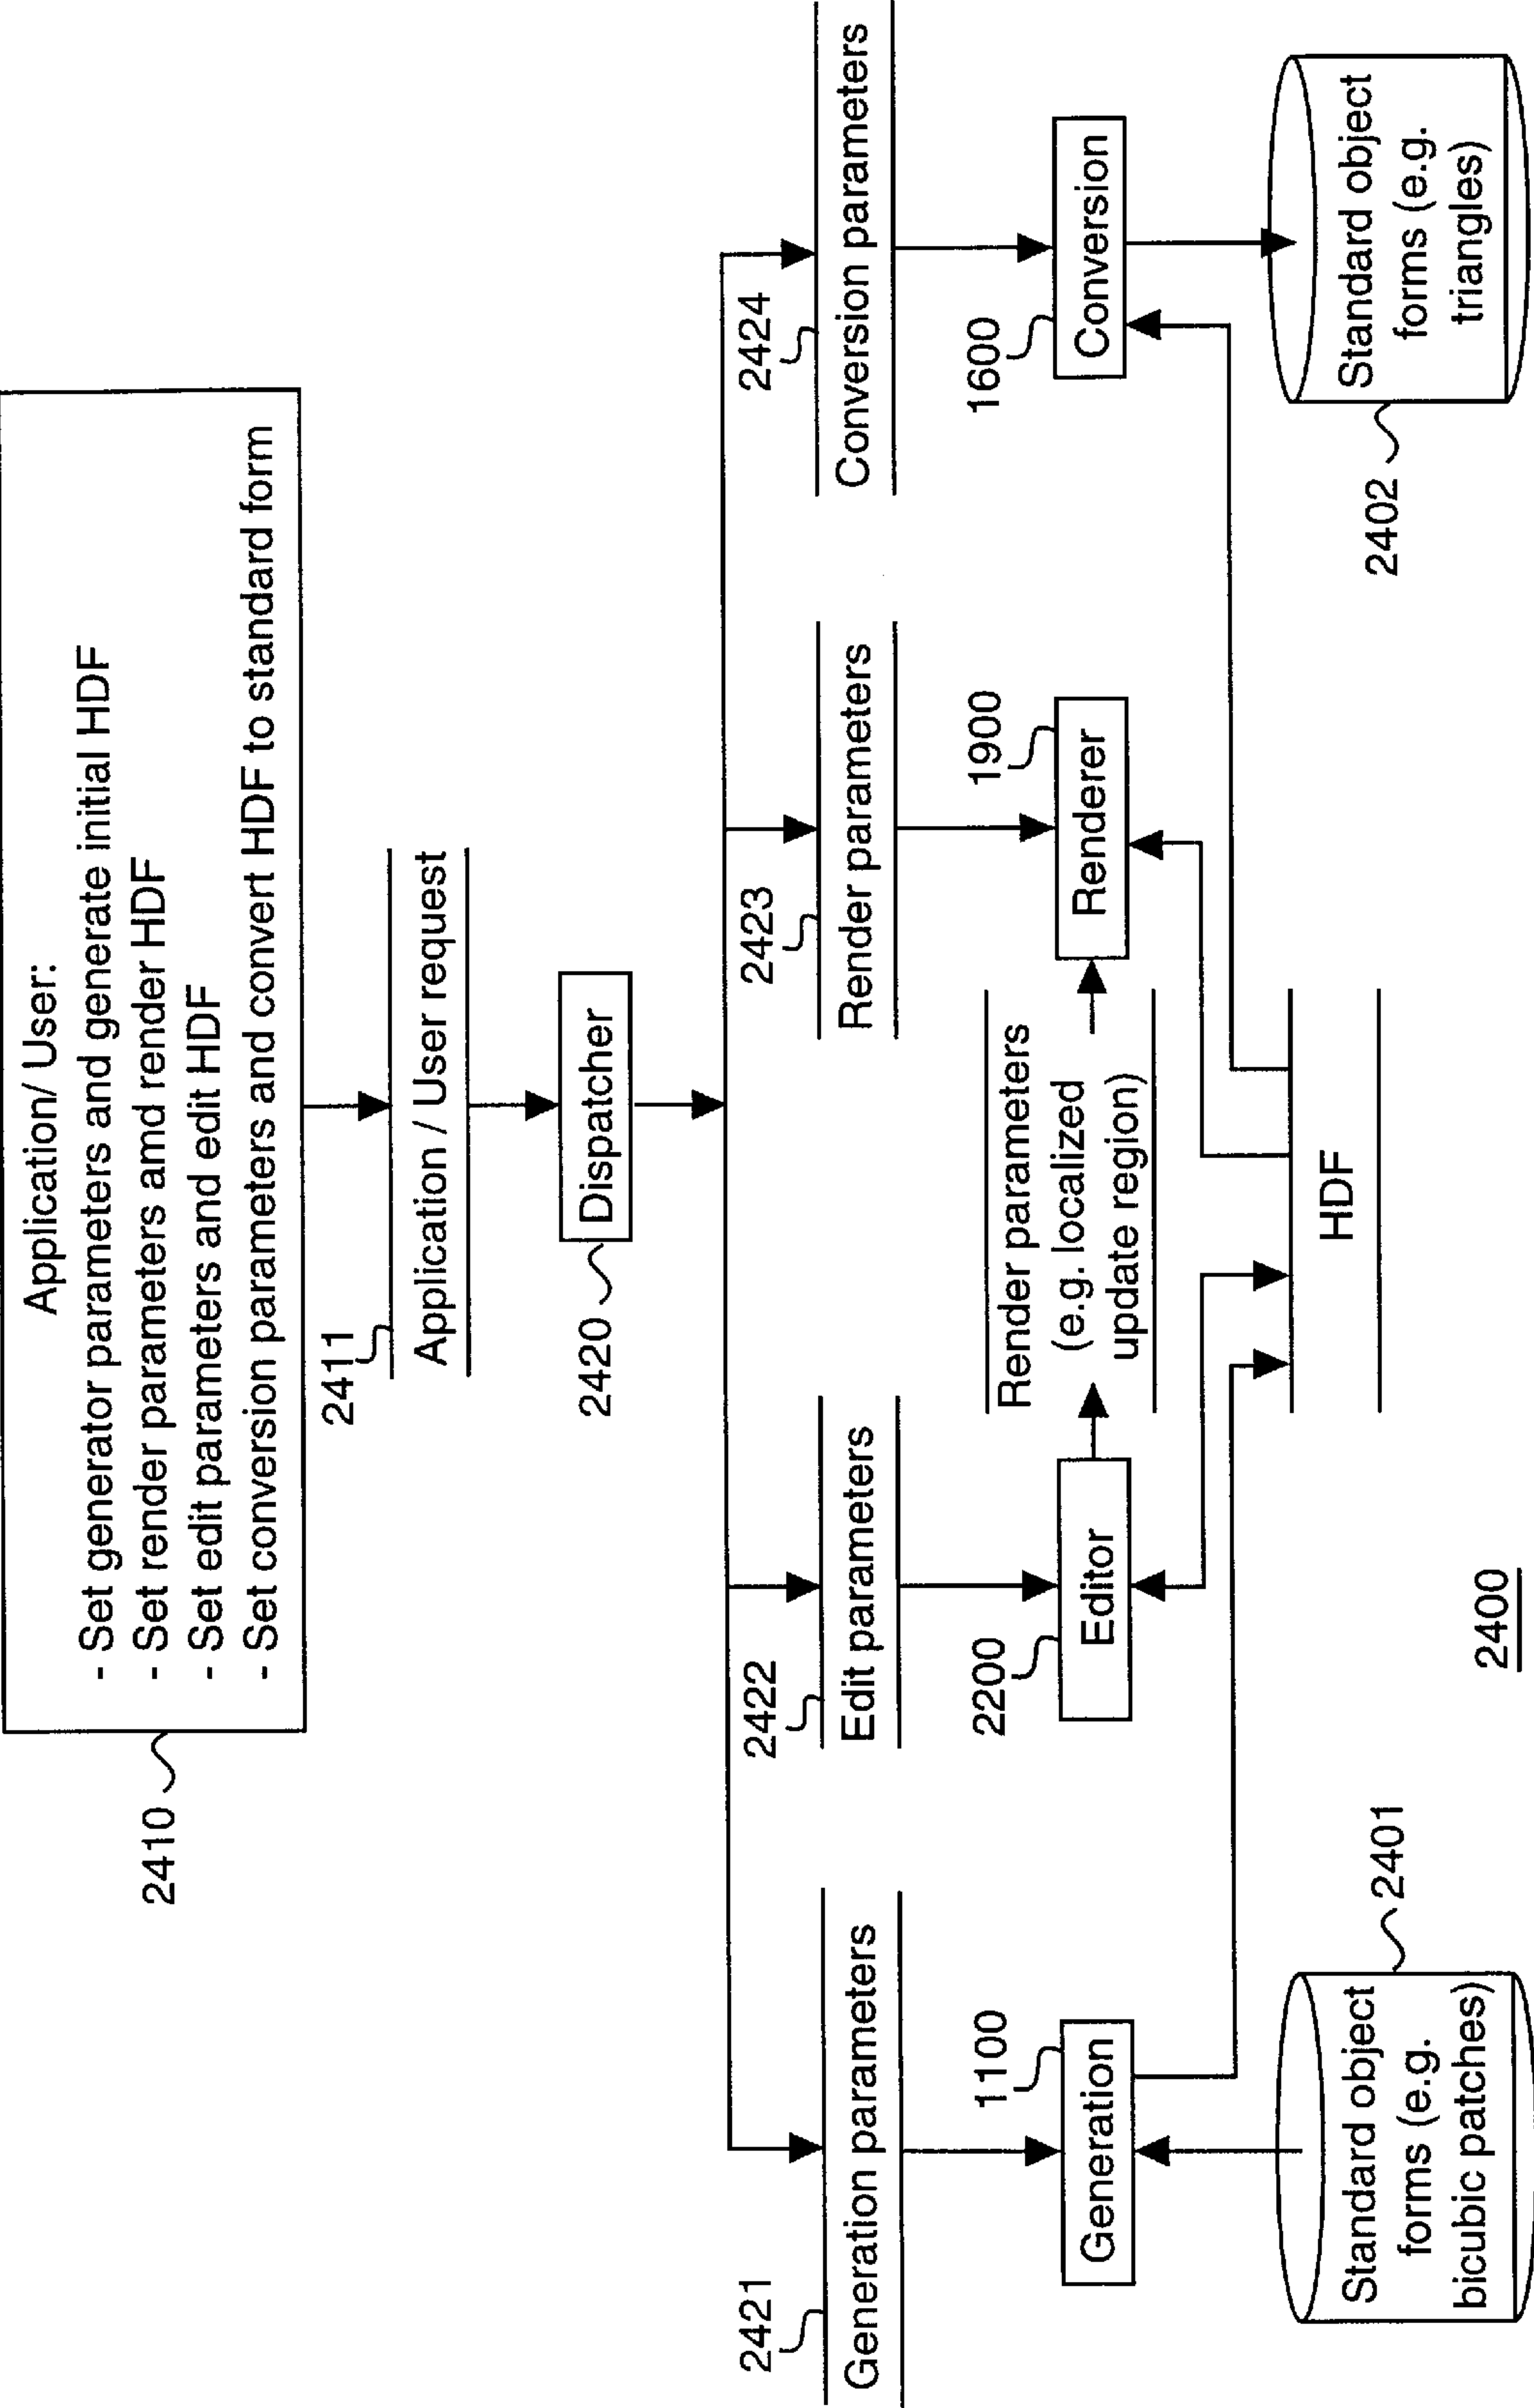 Application/ User:
- Set generator parameters and generate initial HDF
- Set render parameters amd render HDF
- Set edit parameters and edit HDF
- Set conversion parameters and convert HDF to standard form
2410
2411
Application / User request
2420
Dispatcher
2421
Generation parameters
2422
Edit parameters
2423
Render parameters
2424
Conversion parameters
1100
Generation
2200
Editor
Render parameters
(e.g. localized
update region)
1900
Renderer
1600
Conversion
HDF
2401
Standard object
forms (e.g.
bicubic patches)
2402
Standard object
forms (e.g.
triangles)
2400